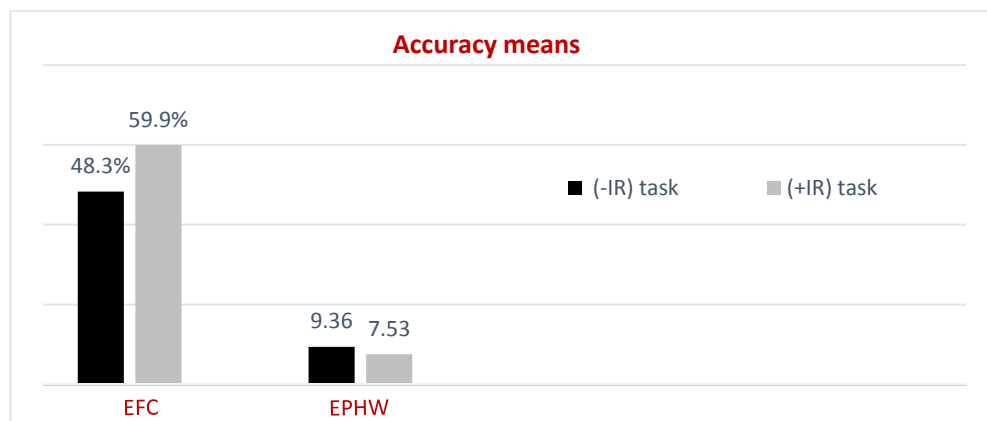 Accuracy means
59.9%
48.3%
(-IR) task
(+IR) task
9.36
7.53
EFC
EPHW